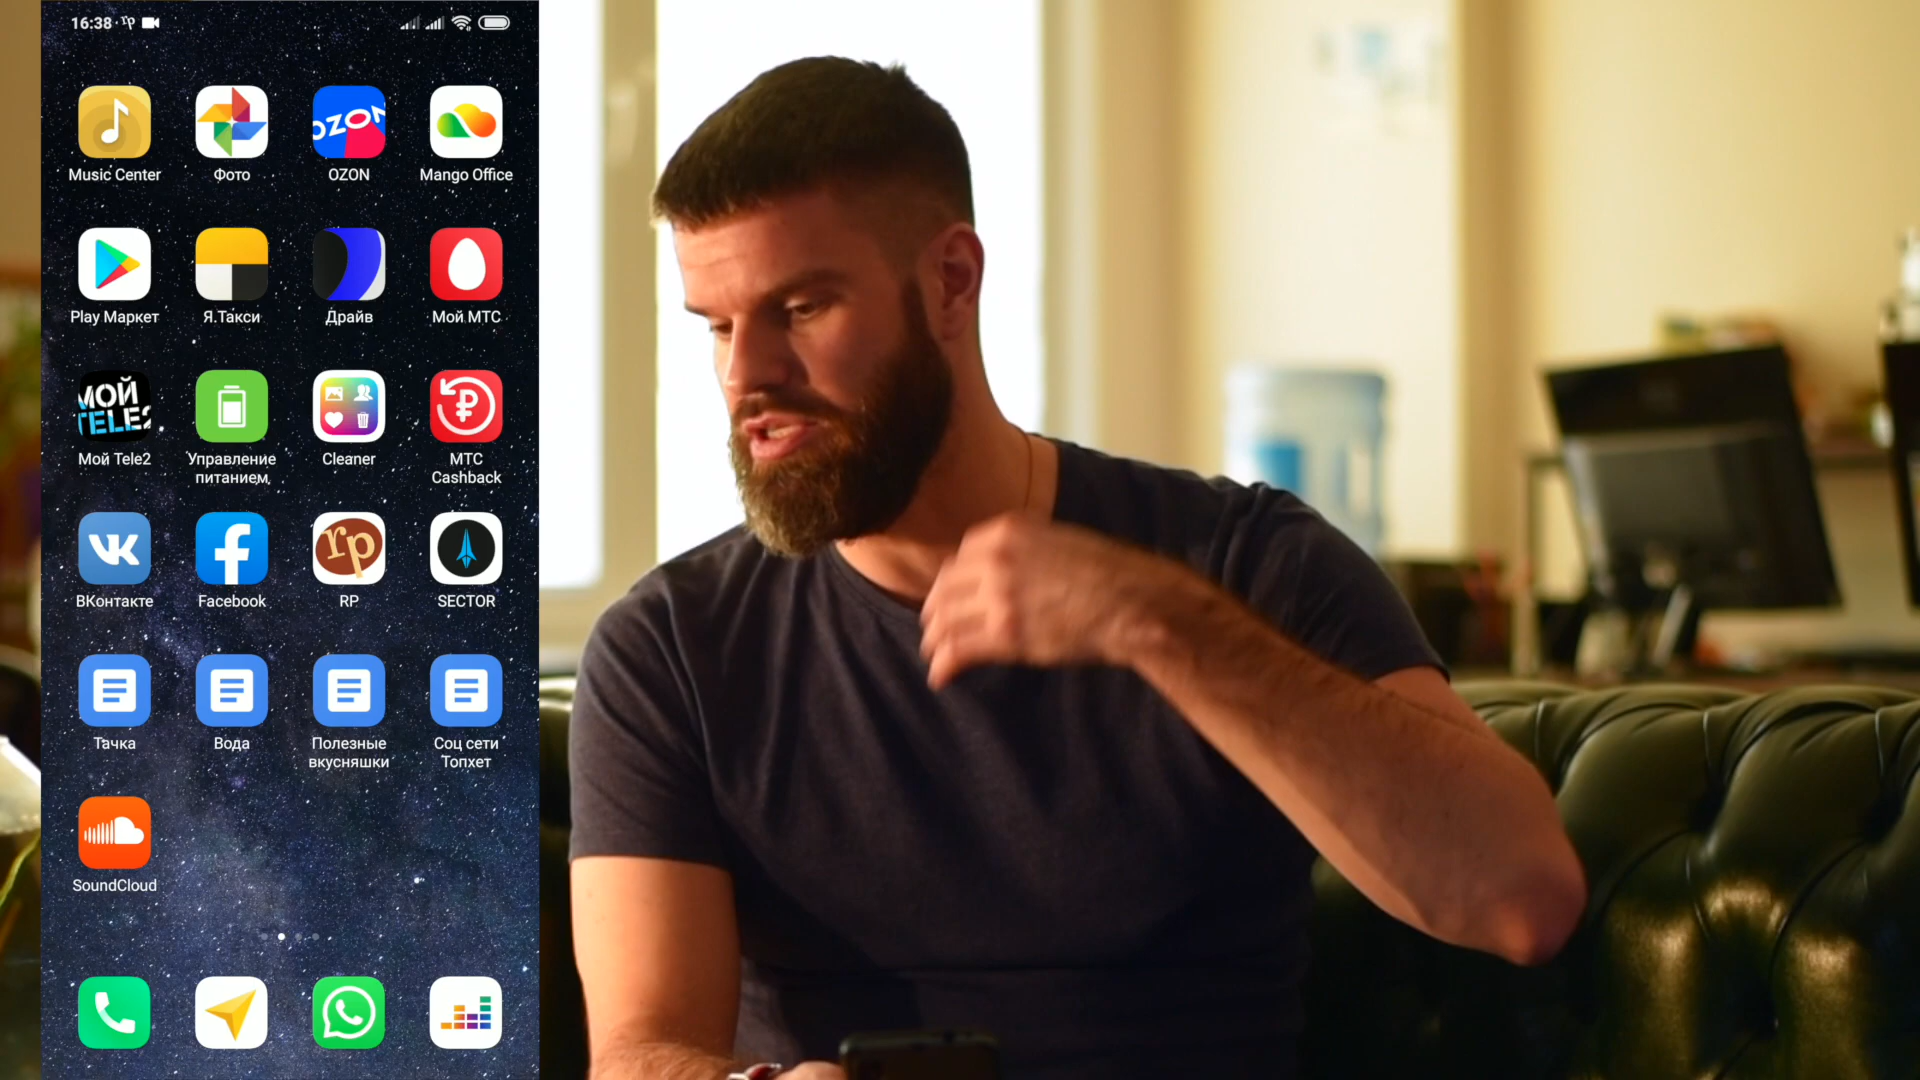 16:38
Music Center
Фото
OZON
OZON
Mango Office
Play Маркет
Я.Такси
Драйв
Мой МТС
МОЙ
TELE2
Мой Tele2
Управление
питанием,
Cleaner
МТС
Cashback
ВКонтакте
Facebook
rp
RP
SECTOR
Тачка
Вода
Полезные
вкусняшки
Соц сети
Топхет
SoundCloud